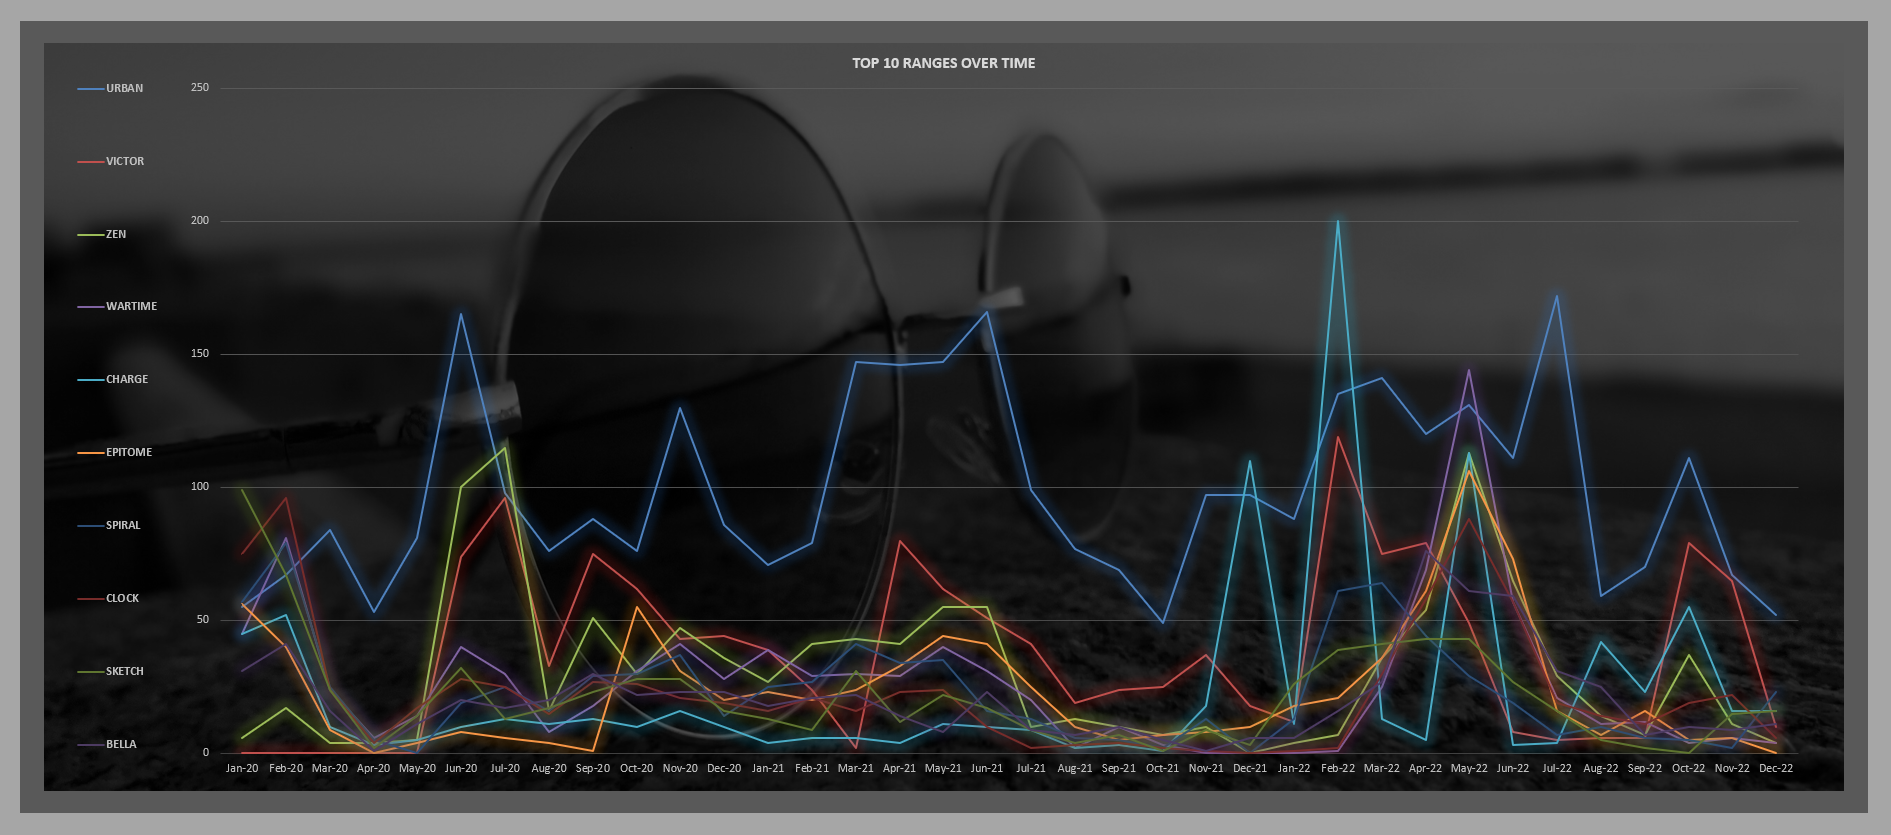 TOP 10 RANGES OVER TIME
URBAN
VICTOR
ZEN
WARTIME
CHARGE
EPITOME
SPIRAL
CLOCK
SKETCH
BELLA
250
200
150
100
50
0
Jan-20 Feb-20 Mar-20 Apr-20 May-20 Jun-20 Jul-20 Aug-20 Sep-20 Oct-20 Nov-20 Dec-20 Jan-21 Feb-21 Mar-21 Apr-21 May-21 Jun-21 Jul-21 Aug-21 Sep-21 Oct-21 Nov-21 Dec-21 Jan-22 Feb-22 Mar-22 Apr-22 May-22 Jun-22 Jul-22 Aug-22 Sep-22 Oct-22 Nov-22 Dec-22